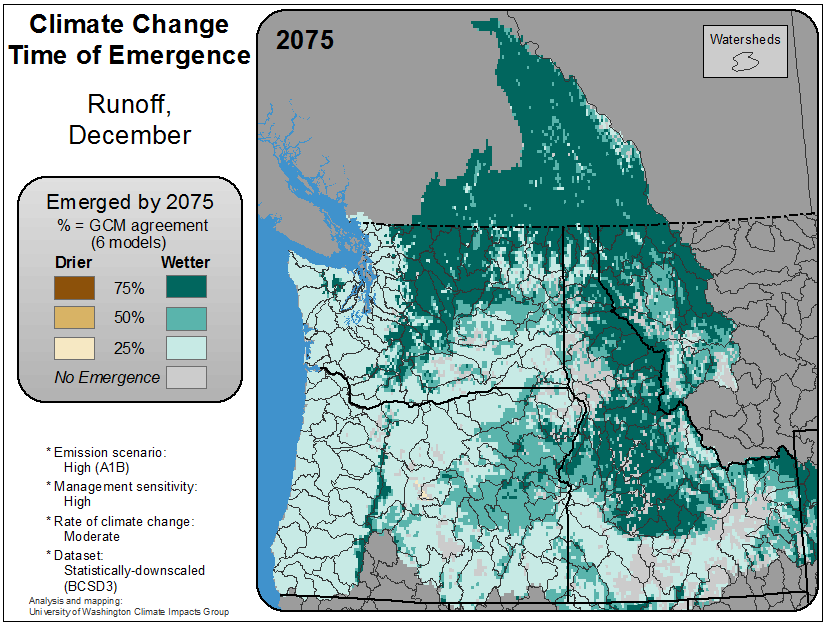 Climate Change
Time of Emergence
Runoff,
December
Emerged by 2075
% = GCM agreement
(6 models)
Drier Wetter
75%
50%
25%
No Emergence
* Emission scenario:
High (A1B)
* Management sensitivity:
High
* Rate of climate change:
Moderate
* Dataset:
Statistically-downscaled
(BCSD3)
Analysis and mapping:
University of Washington Climate Impacts Group
2075
Watersheds